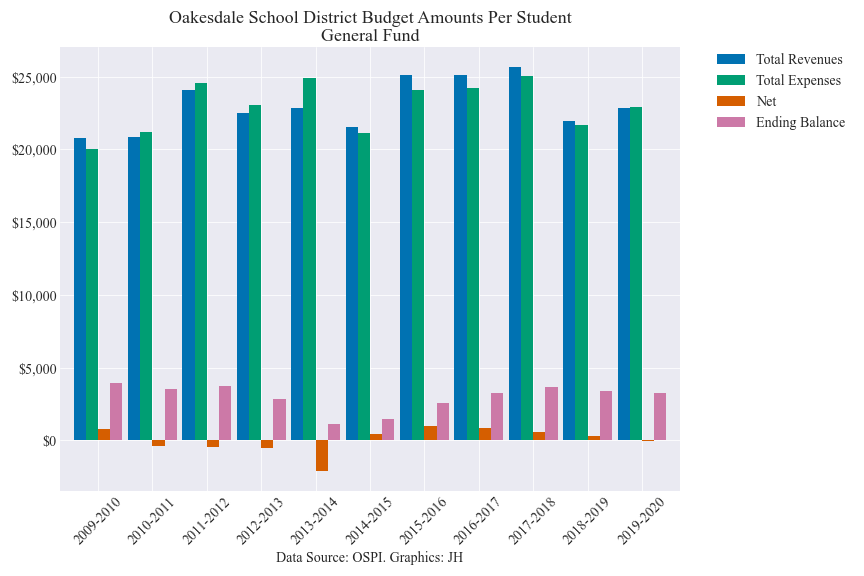 Oakesdale School District Budget Amounts Per Student
General Fund
Total Revenues
Total Expenses
Net
Ending Balance
$25,000
$20,000
$15,000
$10,000
$5,000
$0
2009-2010
2010-2011
2011-2012
2012-2013
2013-2014
2014-2015
2015-2016
2016-2017
2017-2018
2018-2019
2019-2020
Data Source: OSPI. Graphics: JH